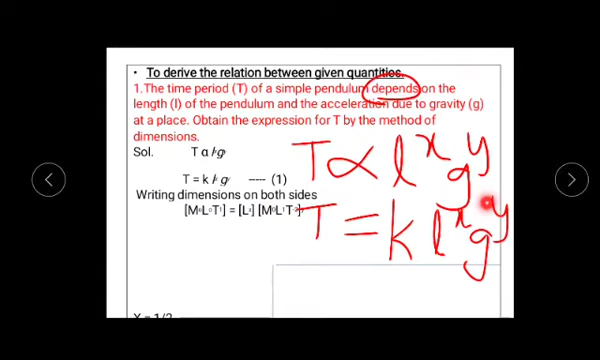 • To derive the relation between given quantities.
1.The time period (T) of a simple pendulum depends on the
length (l) of the pendulum and the acceleration due to gravity (g)
at a place. Obtain the expression for T by the method of
dimensions.
Sol. T α lˣgʸ
T = k lˣ gʸ ---- (1)
Writing dimensions on both sides
[M⁰L⁰T¹] = [Lˣ] [M⁰L¹T⁻²]ʸ
T ∝ lˣ gʸ
T = k lˣ gʸ
X = 1/2